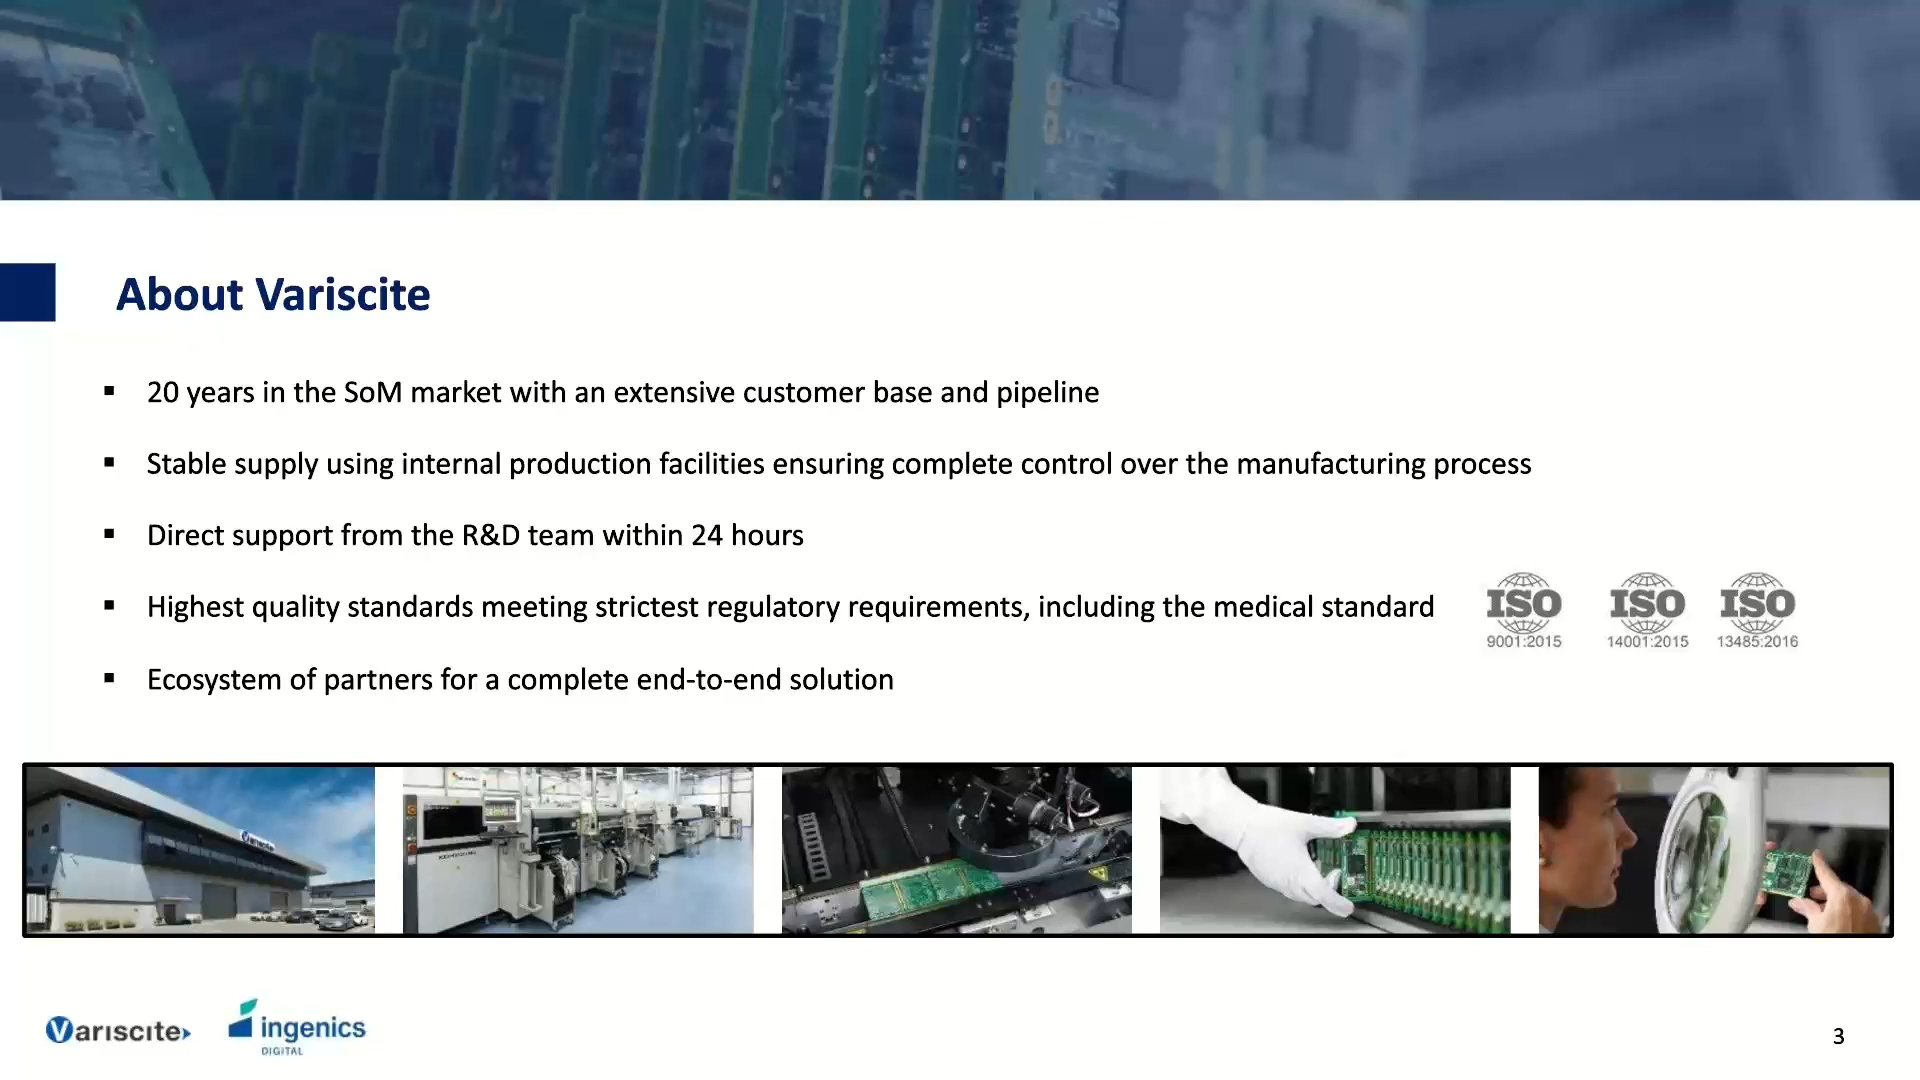 About Variscite
▪ 20 years in the SoM market with an extensive customer base and pipeline
▪ Stable supply using internal production facilities ensuring complete control over the manufacturing process
▪ Direct support from the R&D team within 24 hours
▪ Highest quality standards meeting strictest regulatory requirements, including the medical standard
ISO ISO ISO
9001:2015 14001:2015 13485:2016
▪ Ecosystem of partners for a complete end-to-end solution
Variscite
ingenics
DIGITAL
3